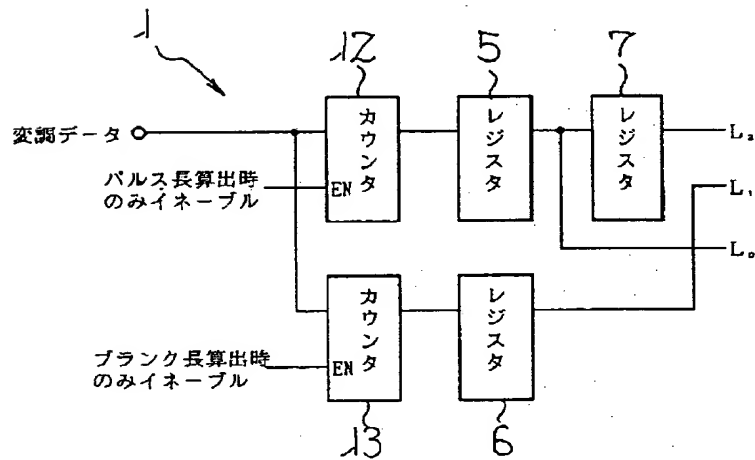 1
12
5
7
変調データ
カウンタ
レジスタ
レジスタ
L₂
パルス長算出時
のみイネーブル
EN
L₁
L₀
カウンタ
レジスタ
ブランク長算出時
のみイネーブル
EN
13
6